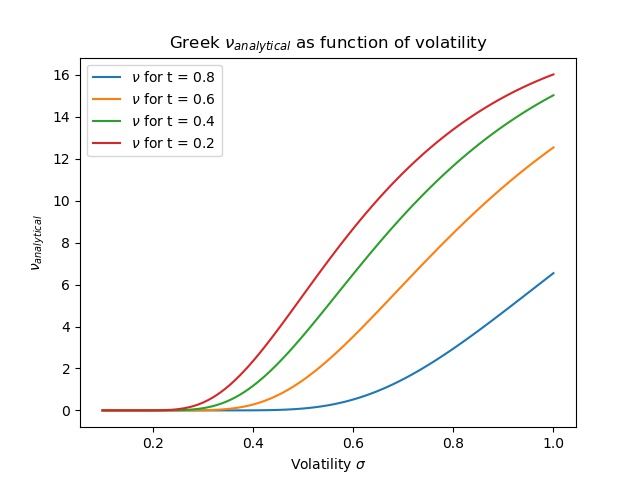 Greek ν_analytical as function of volatility
ν for t = 0.8
ν for t = 0.6
ν for t = 0.4
ν for t = 0.2
16
14
12
10
8
6
4
2
0
ν_analytical
0.2 0.4 0.6 0.8 1.0
Volatility σ